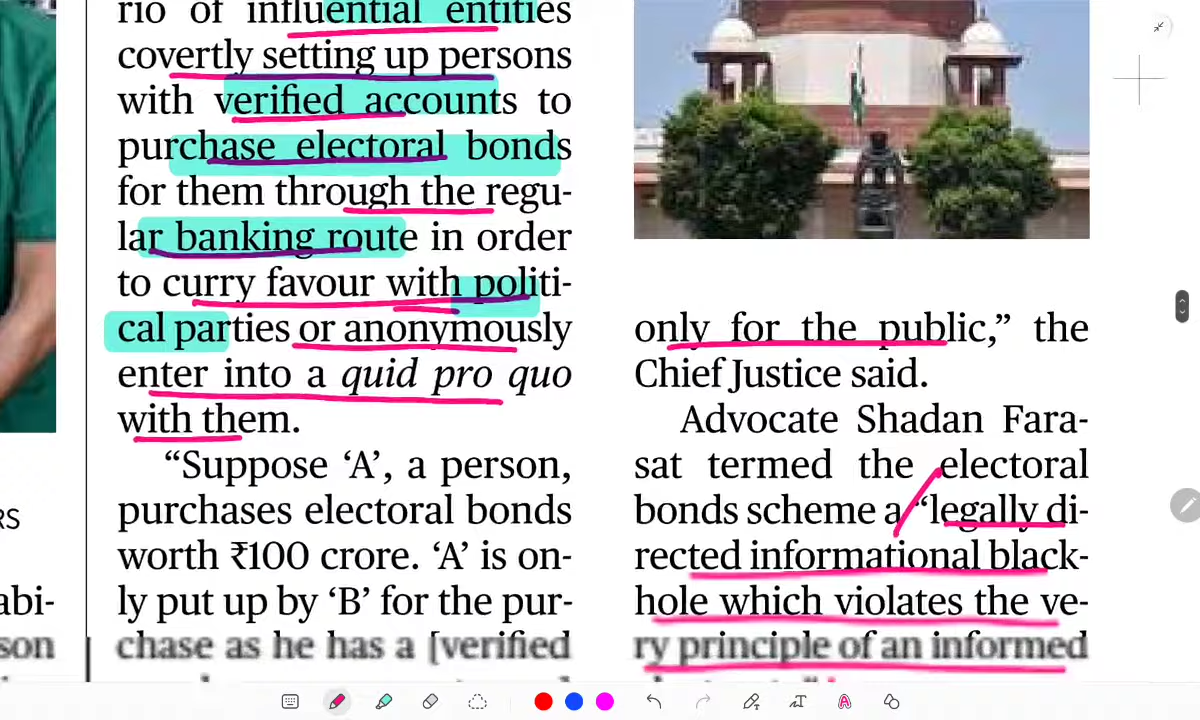 rio of influential entities
covertly setting up persons
with verified accounts to
purchase electoral bonds
for them through the regu-
lar banking route in order
to curry favour with politi-
cal parties or anonymously
enter into a quid pro quo
with them.
“Suppose ‘A’, a person,
purchases electoral bonds
worth ₹100 crore. ‘A’ is on-
ly put up by ‘B’ for the pur-
chase as he has a [verified
only for the public,” the
Chief Justice said.
Advocate Shadan Fara-
sat termed the electoral
bonds scheme a “legally di-
rected informational black-
hole which violates the ve-
ry principle of an informed
RS
abi-
son